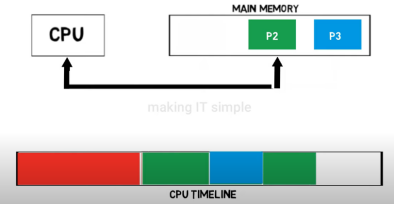 MAIN MEMORY
CPU
P2
P3
making IT simple
CPU TIMELINE